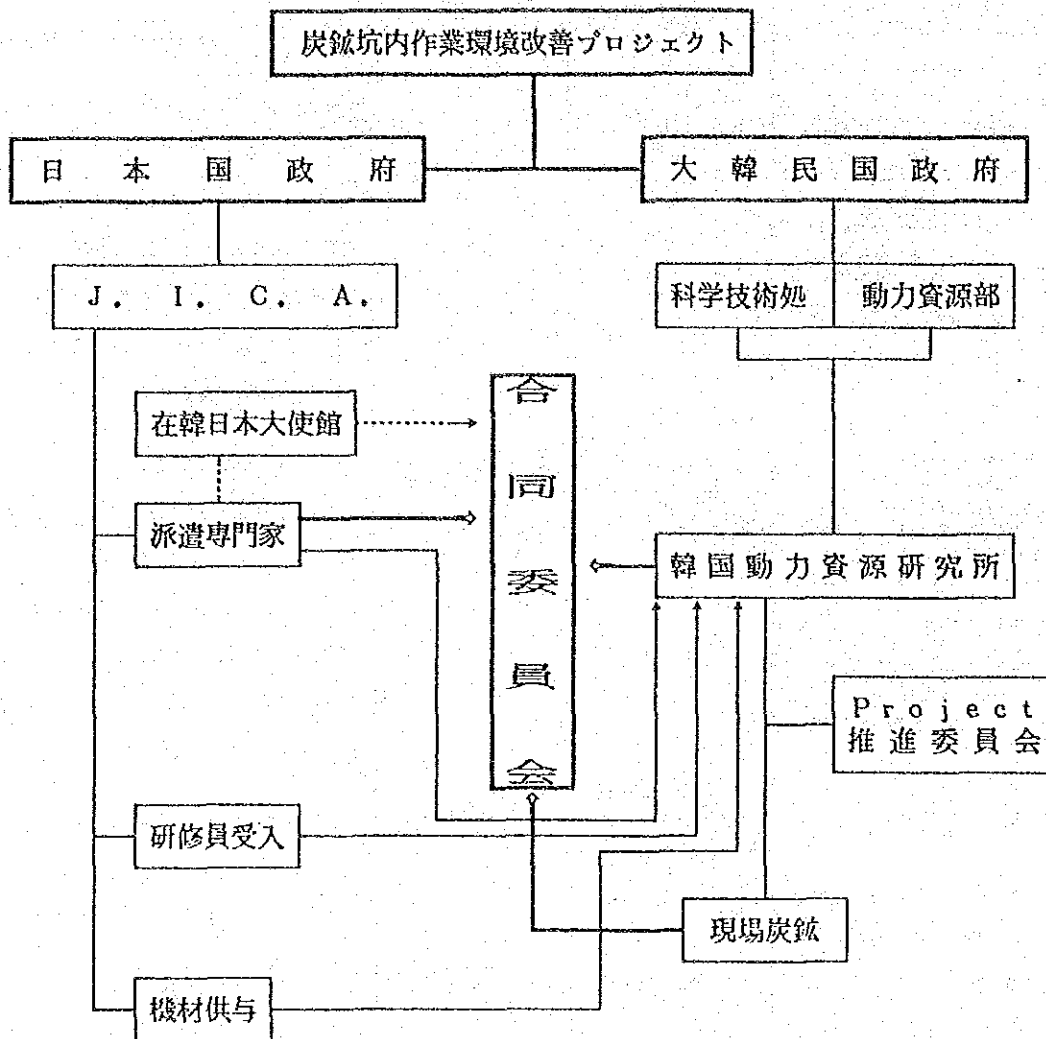 炭鉱坑内作業環境改善プロジェクト
日本国政府
大韓民国政府
J. I. C. A.
科学技術処
動力資源部
合同委員会
在韓日本大使館
派遣専門家
韓国動力資源研究所
Project
推進委員会
研修員受入
現場炭鉱
機材供与